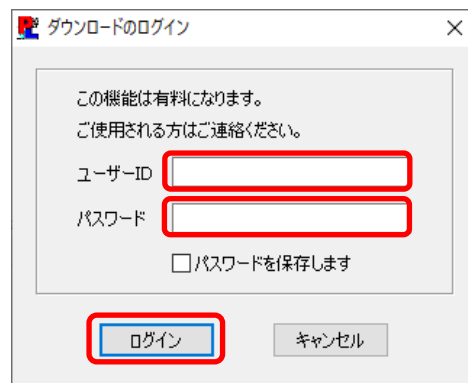 ダウンロードのログイン
この機能は有料になります。
ご使用される方はご連絡ください。
ユーザーID
パスワード
パスワードを保存します
ログイン
キャンセル